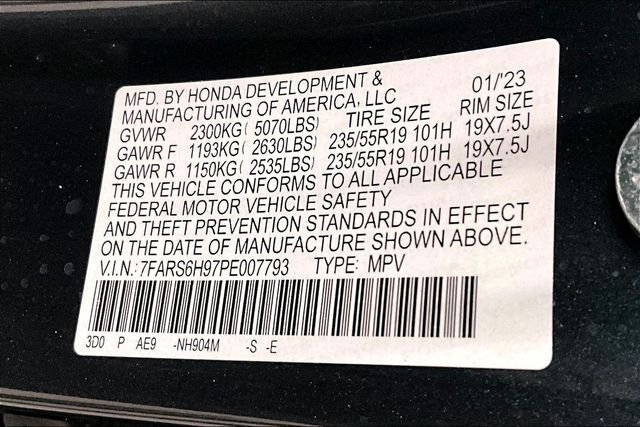 MFD. BY HONDA DEVELOPMENT & 01/'23
MANUFACTURING OF AMERICA, LLC
GVWR 2300KG( 5070LBS) TIRE SIZE RIM SIZE
GAWR F 1193KG( 2630LBS) 235/55R19 101H 19X7.5J
GAWR R 1150KG( 2535LBS) 235/55R19 101H 19X7.5J
THIS VEHICLE CONFORMS TO ALL APPLICABLE
FEDERAL MOTOR VEHICLE SAFETY
AND THEFT PREVENTION STANDARDS IN EFFECT
ON THE DATE OF MANUFACTURE SHOWN ABOVE.
V.I.N.: 7FARS6H97PE007793 TYPE: MPV
3D0 P AE9 -NH904M -S -E